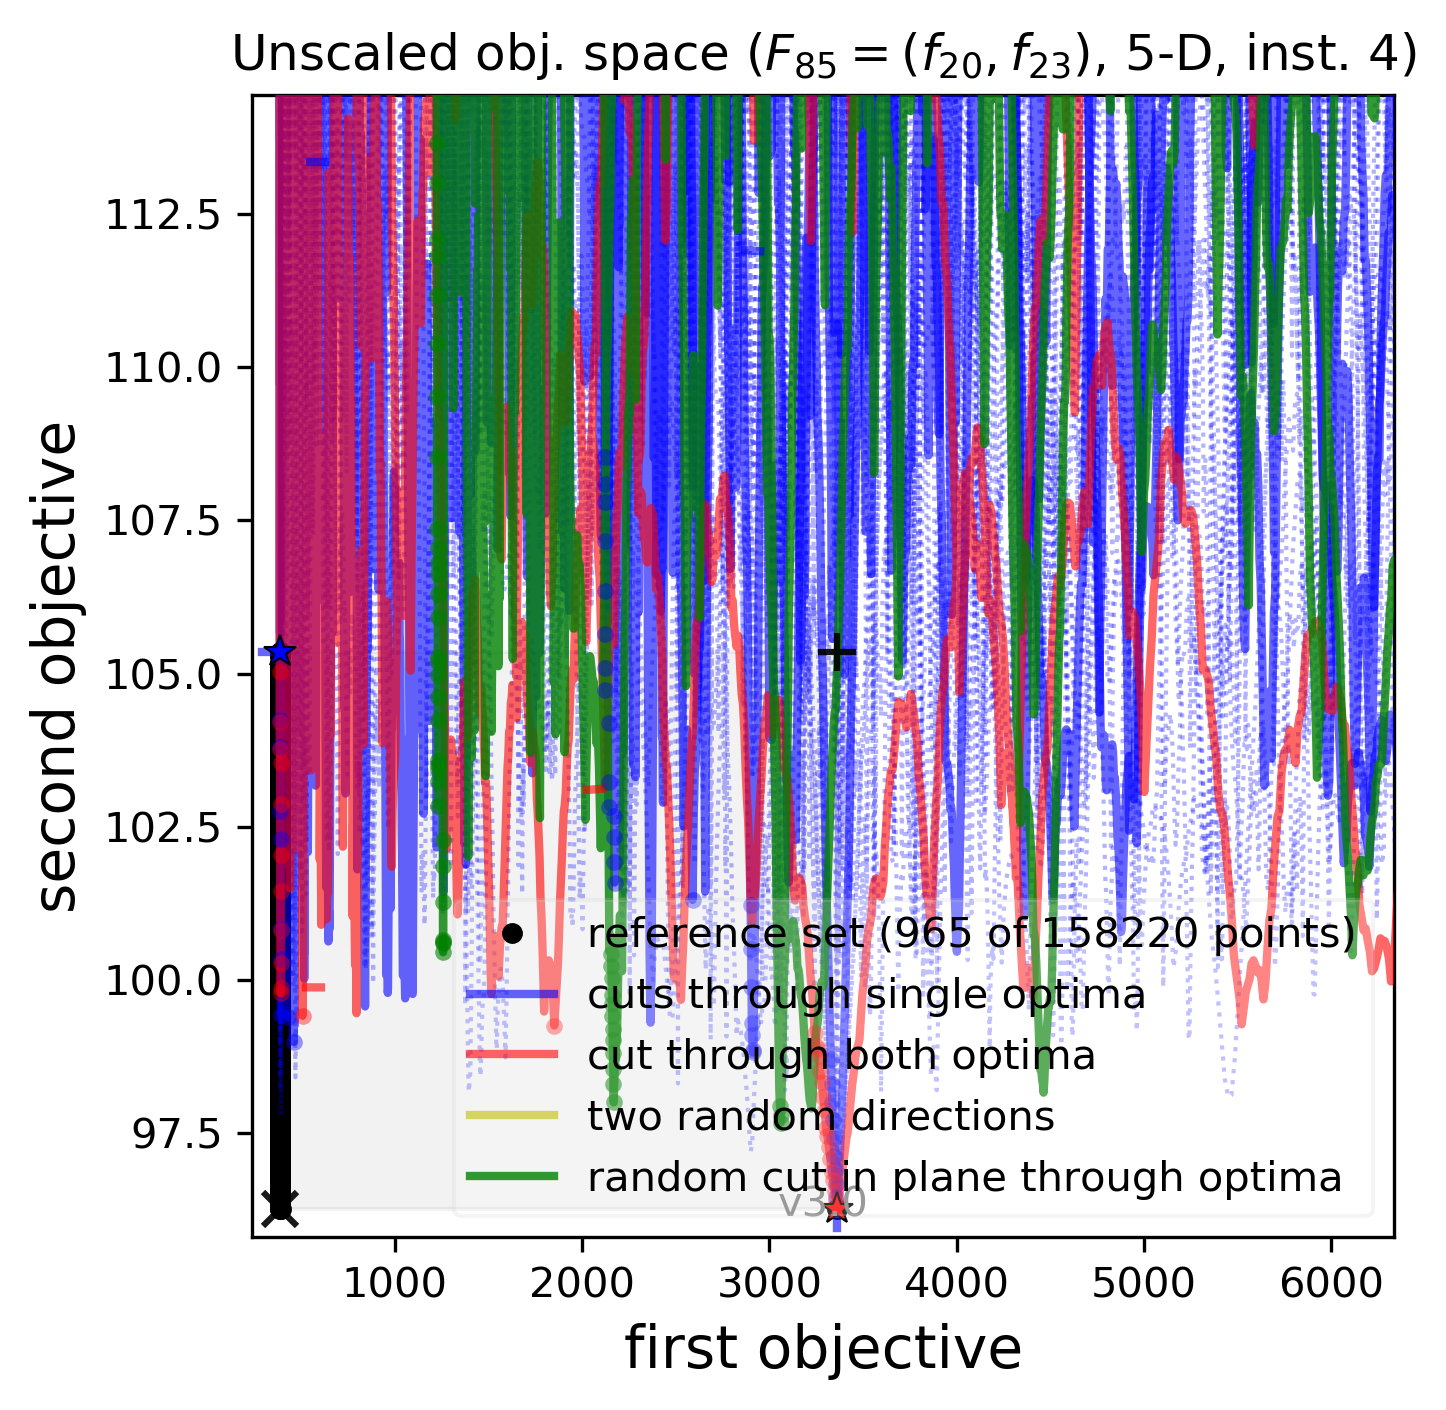 Unscaled obj. space (F85 = (f20, f23), 5-D, inst. 4)
second objective
112.5
110.0
107.5
105.0
102.5
100.0
97.5
reference set (965 of 158220 points)
cuts through single optima
cut through both optima
two random directions
random cut in plane through optima
v3.0
1000 2000 3000 4000 5000 6000
first objective